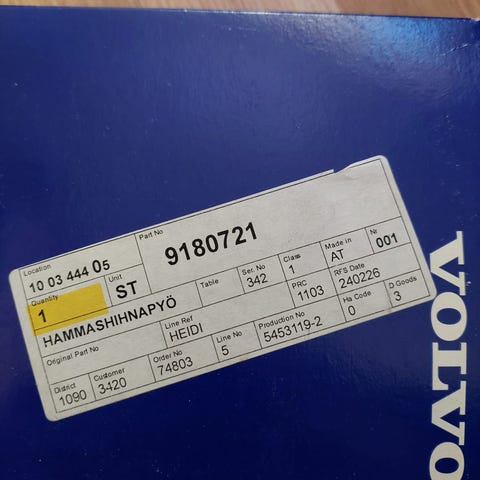 Location
10 03 444 05
Part No
9180721
Quantity
1
Unit
ST
Table
Ser. No
342
Class
1
Made in
AT
Nr
001
HAMMASHIHNAPYÖ
PRC
1103
RFS Date
240226
Original Part No
Line Ref
HEIDI
Line No
5
Production No
5453119-2
Ha Code
0
D Goods
3
District
1090
Customer
3420
Order No
74803
VOLVO